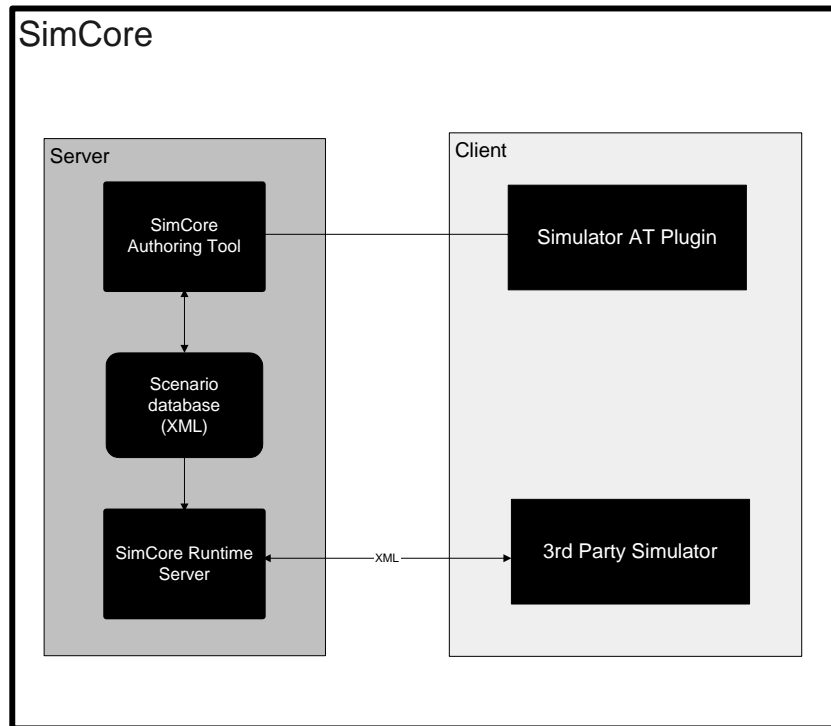 SimCore
Server
SimCore
Authoring Tool
Scenario
database
(XML)
SimCore Runtime
Server
XML
Client
Simulator AT Plugin
3rd Party Simulator